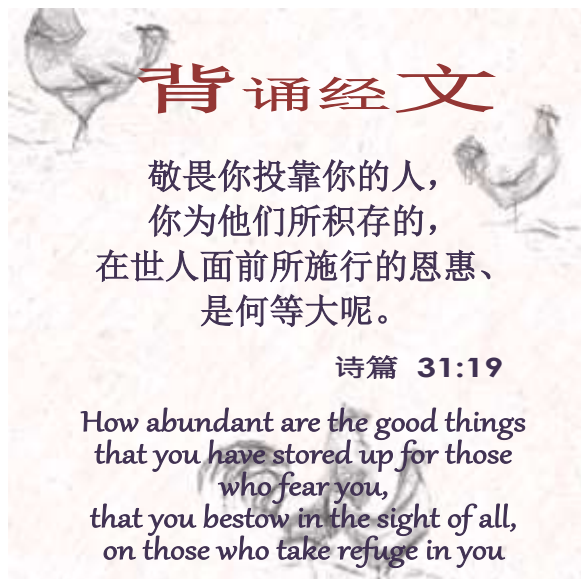 背诵经文
敬畏你投靠你的人，
你为他们所积存的，
在世人面前所施行的恩惠、
是何等大呢。
诗篇 31:19
How abundant are the good things
that you have stored up for those
who fear you,
that you bestow in the sight of all,
on those who take refuge in you